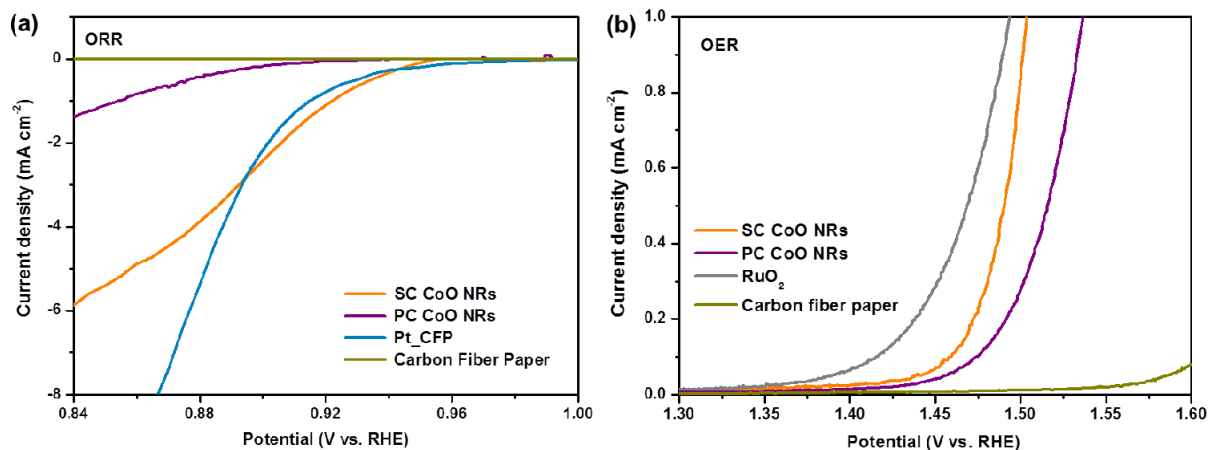 (a)
ORR
0
-2
-4
-6
-8
Current density (mA cm⁻²)
SC CoO NRs
PC CoO NRs
Pt_CFP
Carbon Fiber Paper
0.84 0.88 0.92 0.96 1.00
Potential (V vs. RHE)
(b)
OER
1.0
0.8
0.6
0.4
0.2
0.0
Current density (mA cm⁻²)
SC CoO NRs
PC CoO NRs
RuO₂
Carbon fiber paper
1.30 1.35 1.40 1.45 1.50 1.55 1.60
Potential (V vs. RHE)